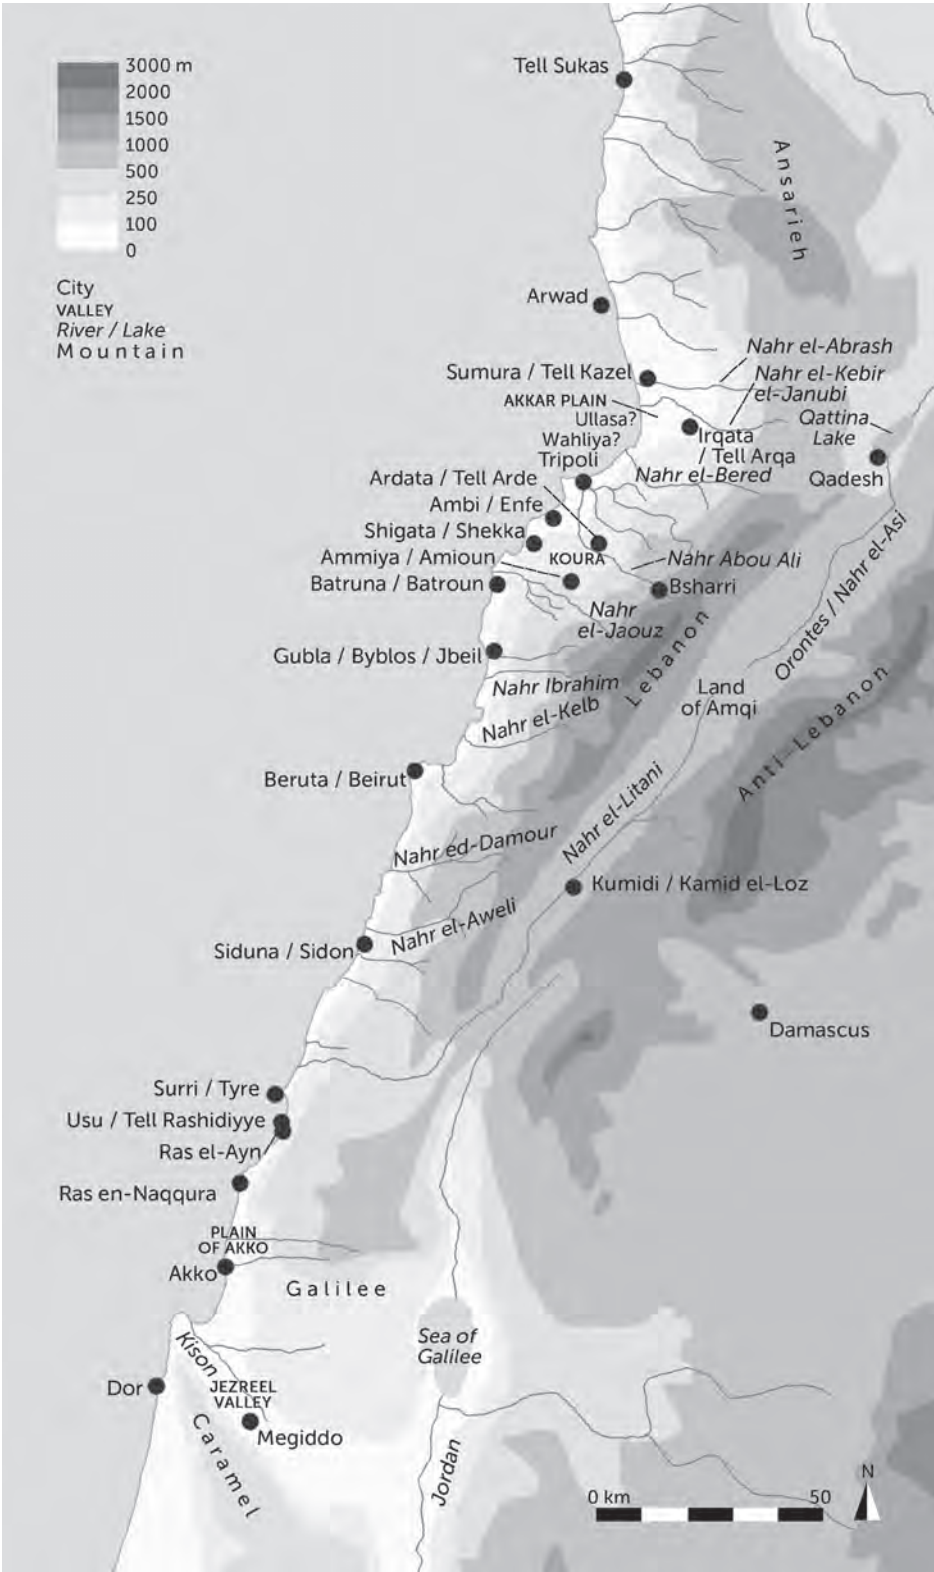 3000 m
2000
1500
1000
500
250
100
0
City
VALLEY
River / Lake
Mountain
Tell Sukas
Ansarieh
Arwad
Nahr el-Abrash
Sumura / Tell Kazel
Nahr el-Kebir
el-Janubi
AKKAR PLAIN
Ullasa?
Qattina
Lake
Irqata
/ Tell Arqa
Wahliya?
Tripoli
Nahr el-Bered
Qadesh
Ardata / Tell Arde
Ambi / Enfe
Shigata / Shekka
Ammiya / Amioun
KOURA
Nahr Abou Ali
Batruna / Batroun
Bsharri
Orontes / Nahr el-Asi
Nahr
el-Jaouz
Gubla / Byblos / Jbeil
Lebanon
Nahr Ibrahim
Land
of Amqi
Nahr el-Kelb
Anti-Lebanon
Beruta / Beirut
Nahr el-Litani
Nahr ed-Damour
Kumidi / Kamid el-Loz
Nahr el-Aweli
Siduna / Sidon
Damascus
Surri / Tyre
Usu / Tell Rashidiyye
Ras el-Ayn
Ras en-Naqqura
PLAIN
OF AKKO
Akko
Galilee
Kison
Sea of
Galilee
Dor
JEZREEL
VALLEY
Megiddo
Caramel
Jordan
N
0 km
50